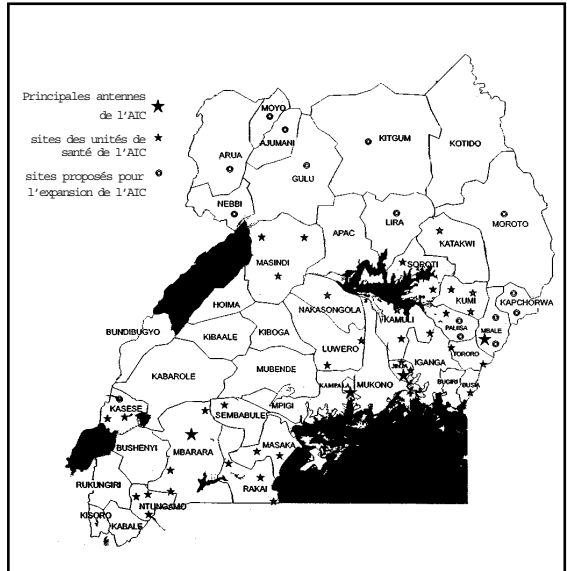 Principales antennes
de l'AIC
sites des unités de
santé de l'AIC
sites proposés pour
l'expansion de l'AIC
MOYO
AJUMANI
ARUA
KITGUM
KOTIDO
GULU
NEBBI
LIRA
MOROTO
APAC
KATAKWI
MASINDI
SOROTI
HOIMA
NAKASONGOLA
KUMI
KAPCHORWA
KAMULI
BUNDIBUGYO
KIBAALE
KIBOGA
PALIISA
MBALE
LUWERO
TORORO
IGANGA
KABAROLE
MUBENDE
JINJA
KAMPALA
MUKONO
BUGIRI
BUSIA
MPIGI
KASESE
SEMBABULE
BUSHENYI
MBARARA
MASAKA
RUKUNGIRI
RAKAI
NTUNGAMO
KISORO
KABALE